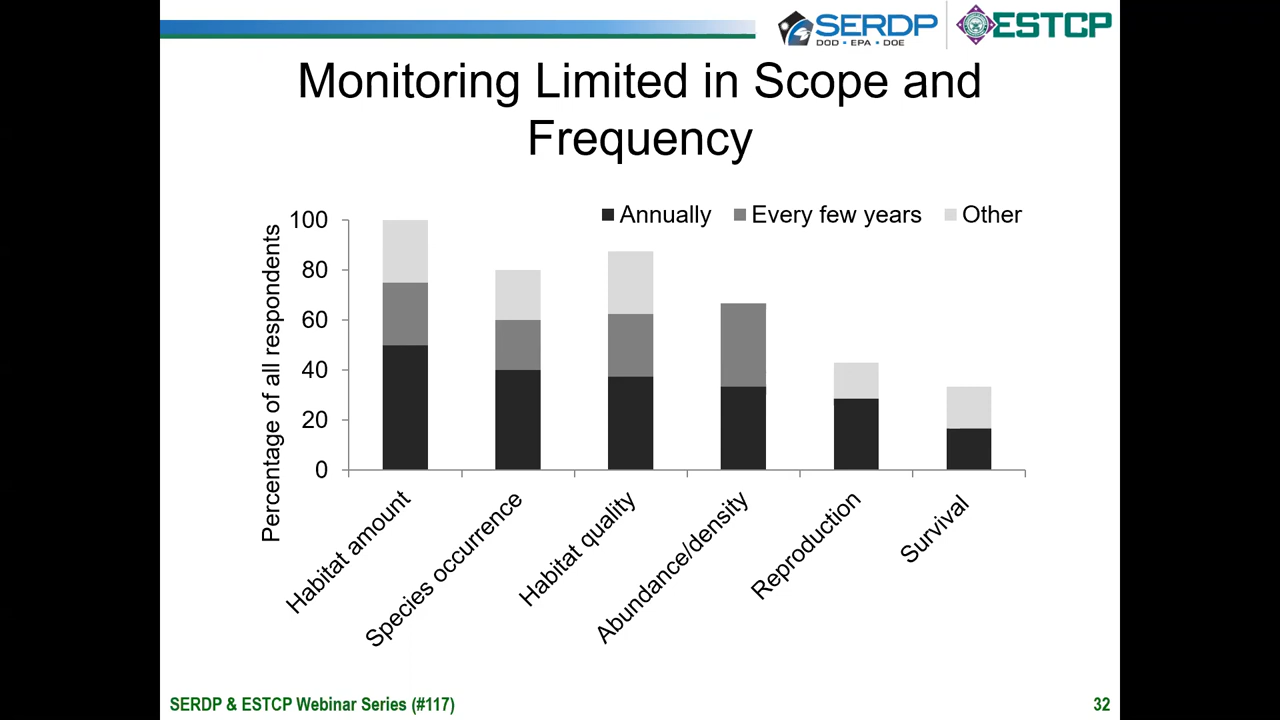 SERDP
DOD • EPA • DOE
ESTCP
Monitoring Limited in Scope and
Frequency
Annually
Every few years
Other
Percentage of all respondents
100
80
60
40
20
0
Habitat amount
Species occurrence
Habitat quality
Abundance/density
Reproduction
Survival
SERDP & ESTCP Webinar Series (#117)
32